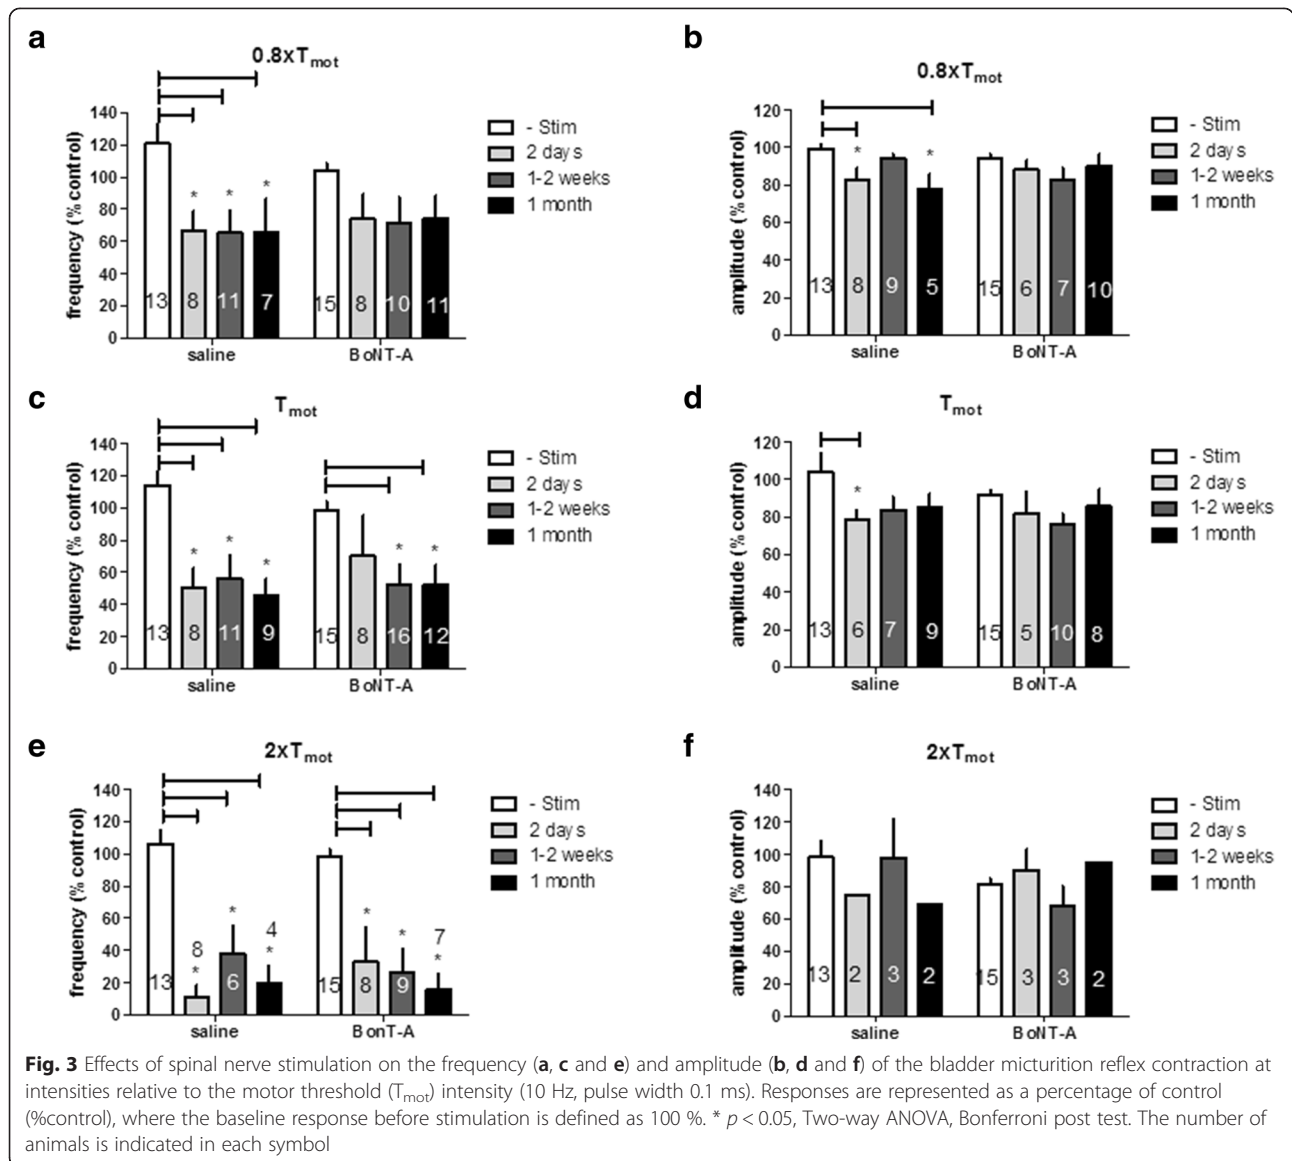 a
0.8xTmot
frequency (% control)
140
120
100
80
60
40
20
0
* * *
13 8 11 7 15 8 10 11
saline BoNT-A
- Stim
2 days
1-2 weeks
1 month
b
0.8xTmot
amplitude (% control)
120
100
80
60
40
20
0
* *
13 8 9 5 15 6 7 10
saline BoNT-A
- Stim
2 days
1-2 weeks
1 month
c
Tmot
frequency (% control)
140
120
100
80
60
40
20
0
* * * * *
13 8 11 9 15 8 16 12
saline BoNT-A
- Stim
2 days
1-2 weeks
1 month
d
Tmot
amplitude (% control)
120
100
80
60
40
20
0
*
13 6 7 9 15 5 10 8
saline BoNT-A
- Stim
2 days
1-2 weeks
1 month
e
2xTmot
frequency (% control)
140
120
100
80
60
40
20
0
* * * * * *
13 8 6 4 15 8 9 7
saline BonT-A
- Stim
2 days
1-2 weeks
1 month
f
2xTmot
amplitude (% control)
140
120
100
80
60
40
20
0
13 2 3 2 15 3 3 2
saline BoNT-A
- Stim
2 days
1-2 weeks
1 month
Fig. 3 Effects of spinal nerve stimulation on the frequency (a, c and e) and amplitude (b, d and f) of the bladder micturition reflex contraction at
intensities relative to the motor threshold (Tmot) intensity (10 Hz, pulse width 0.1 ms). Responses are represented as a percentage of control
(%control), where the baseline response before stimulation is defined as 100 %. * p < 0.05, Two-way ANOVA, Bonferroni post test. The number of
animals is indicated in each symbol